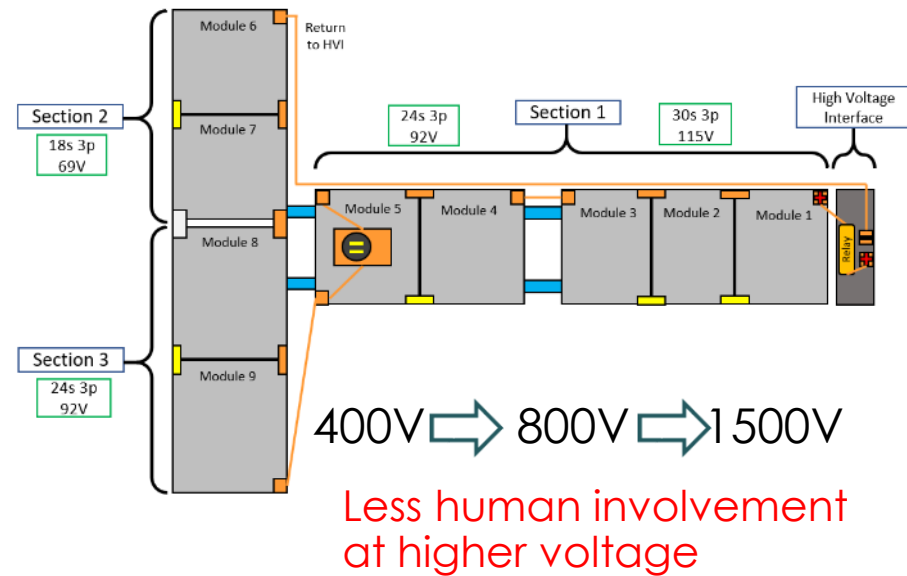 Module 6
Return
to HVI
Section 2
18s 3p
69V
Module 7
24s 3p
92V
Section 1
30s 3p
115V
High Voltage
Interface
Module 5
Module 4
Module 3
Module 2
Module 1
Relay
Module 8
Section 3
24s 3p
92V
Module 9
400V 800V 1500V
Less human involvement
at higher voltage